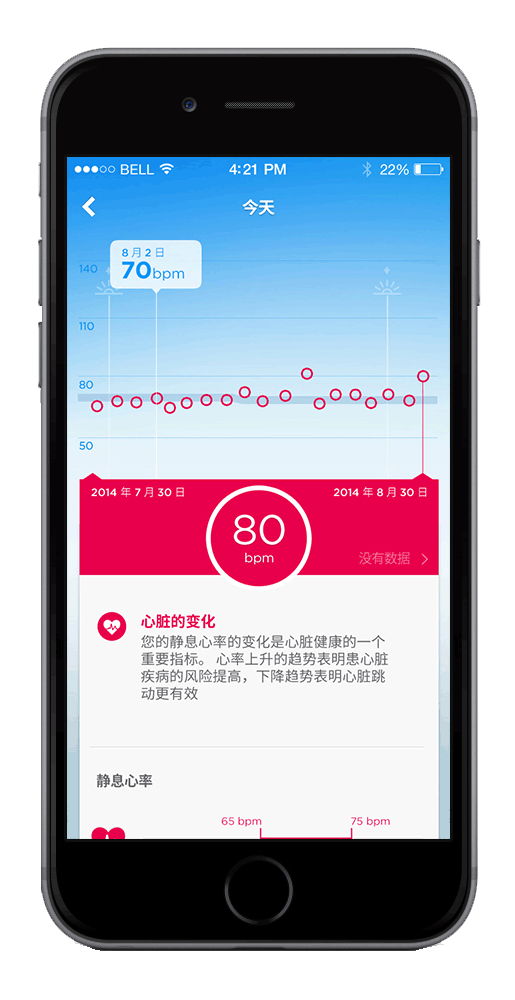 BELL 4:21 PM 22%
今天
8 月 2 日
70bpm
140
110
80
50
2014 年 7 月 30 日 2014 年 8 月 30 日
80
bpm
没有数据
心脏的变化
您的静息心率的变化是心脏健康的一个
重要指标。 心率上升的趋势表明患心脏
疾病的风险提高，下降趋势表明心脏跳
动更有效
静息心率
65 bpm 75 bpm